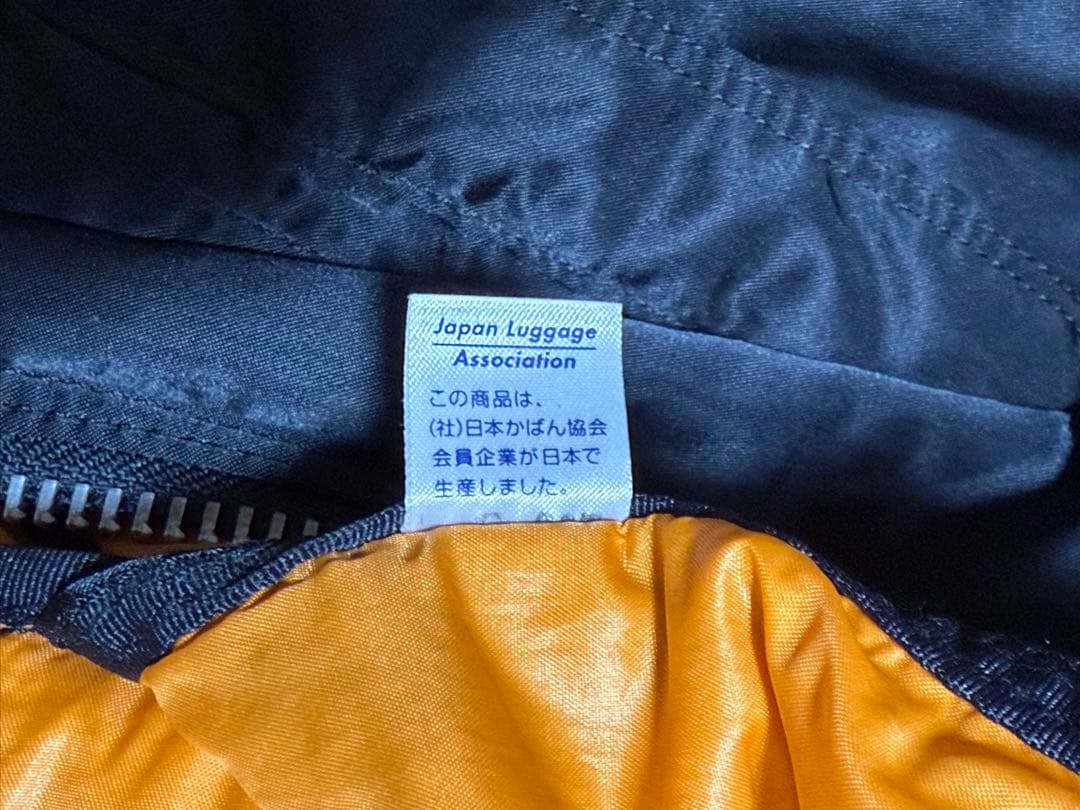 Japan Luggage
Association
この商品は、
(社)日本かばん協会
会員企業が日本で
生産しました。